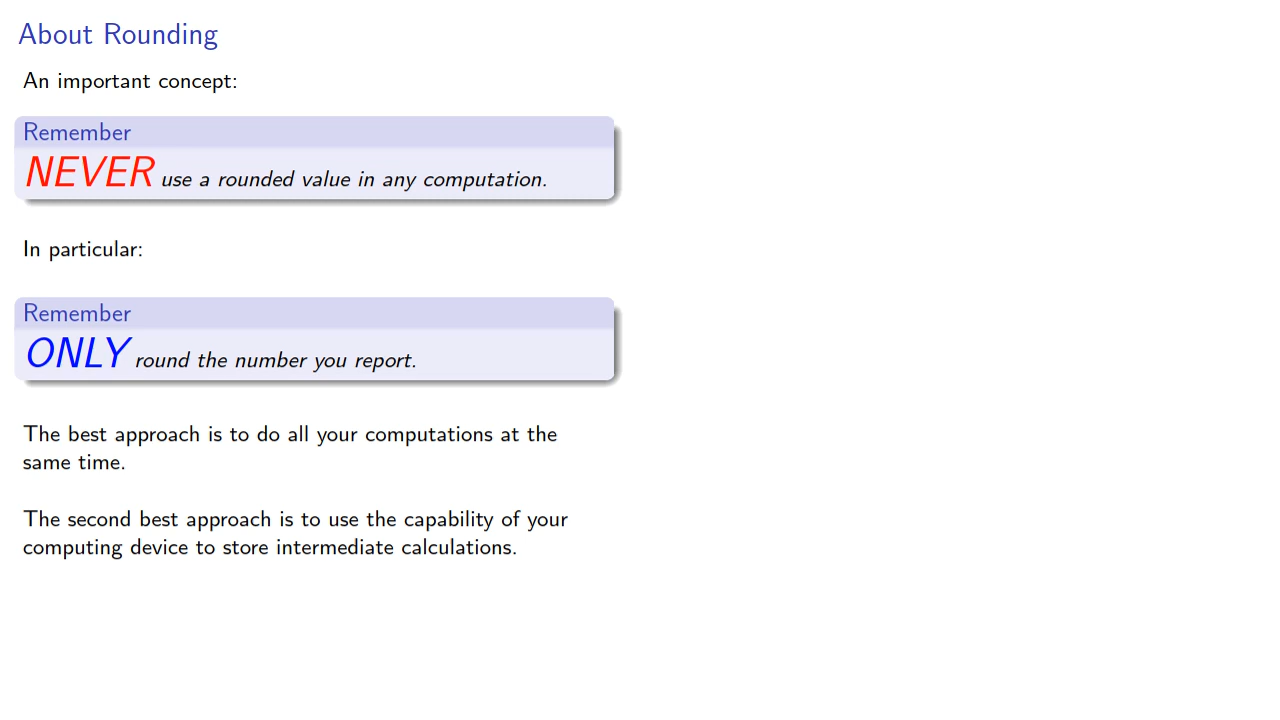 About Rounding
An important concept:
Remember
NEVER use a rounded value in any computation.
In particular:
Remember
ONLY round the number you report.
The best approach is to do all your computations at the
same time.
The second best approach is to use the capability of your
computing device to store intermediate calculations.